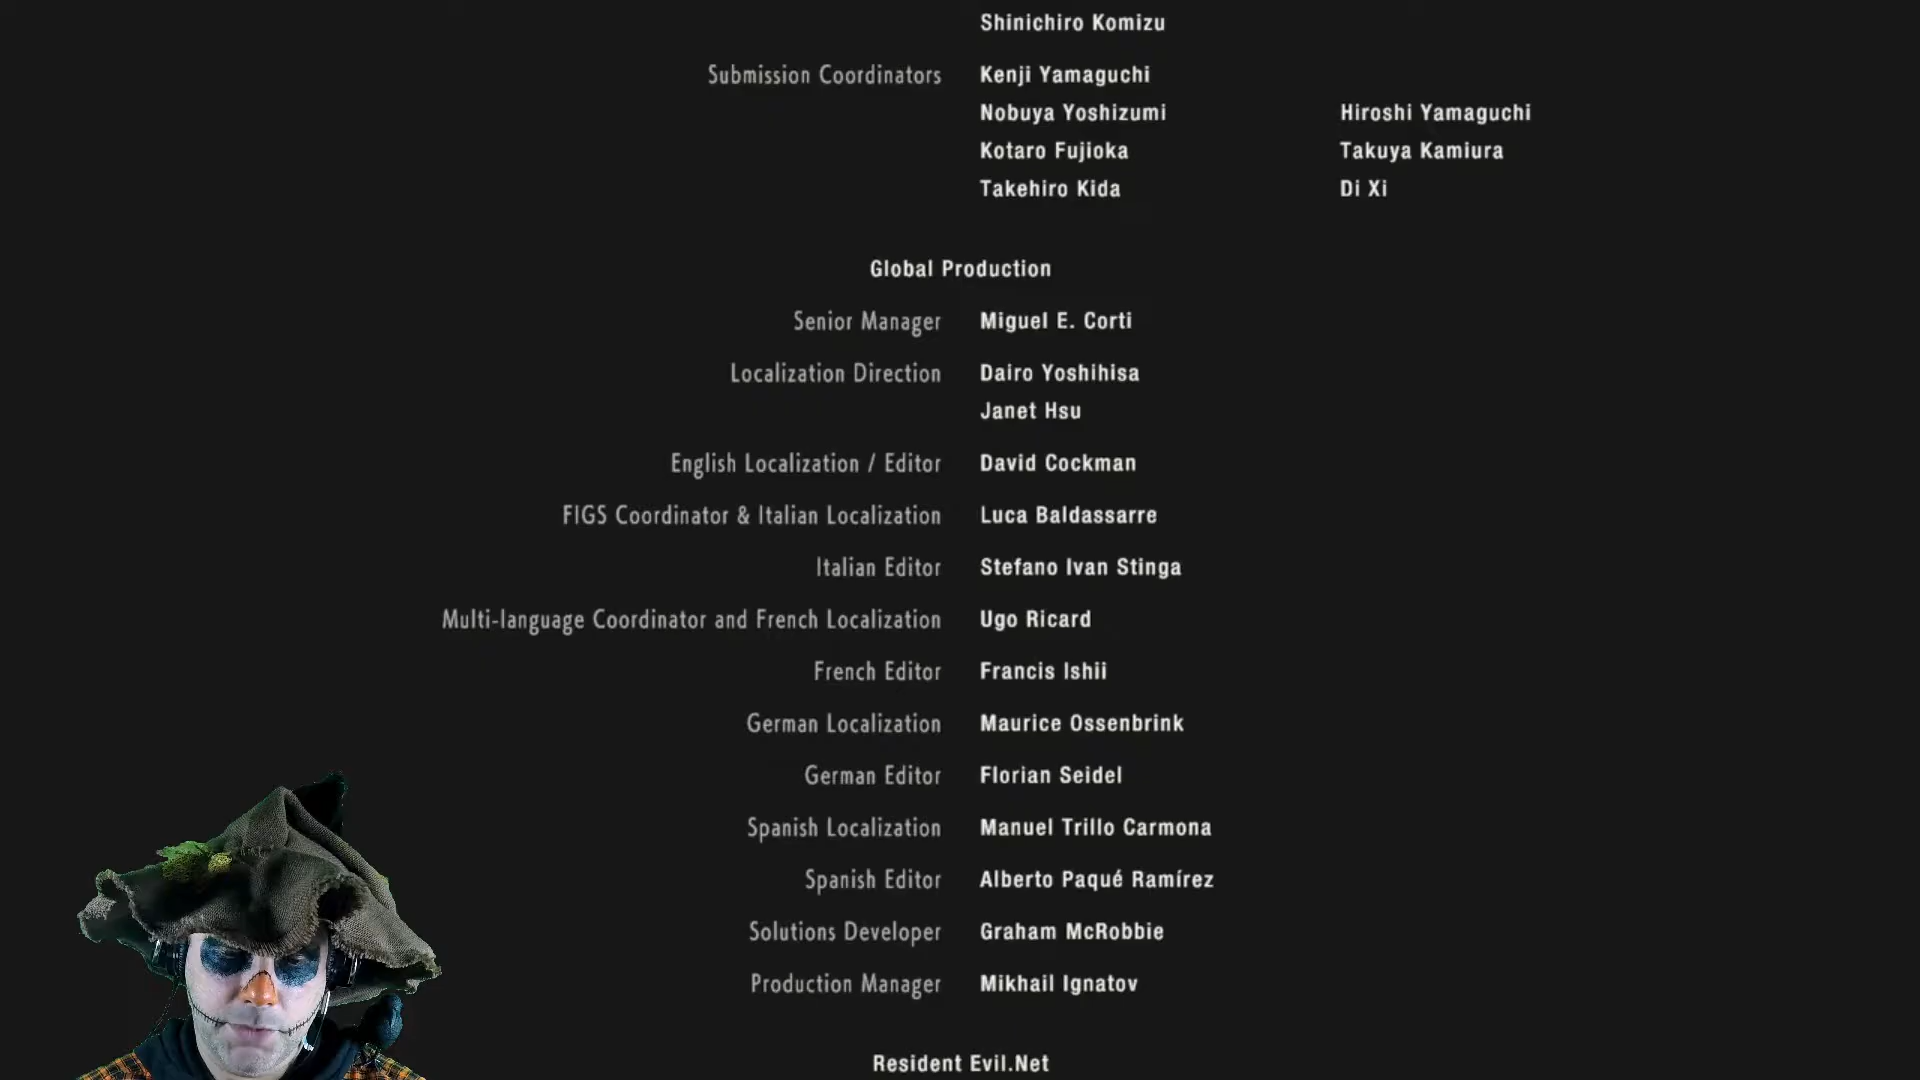 Shinichiro Komizu
Submission Coordinators Kenji Yamaguchi
Nobuya Yoshizumi Hiroshi Yamaguchi
Kotaro Fujioka Takuya Kamiura
Takehiro Kida Di Xi
Global Production
Senior Manager Miguel E. Corti
Localization Direction Dairo Yoshihisa
Janet Hsu
English Localization / Editor David Cockman
FIGS Coordinator & Italian Localization Luca Baldassarre
Italian Editor Stefano Ivan Stinga
Multi-language Coordinator and French Localization Ugo Ricard
French Editor Francis Ishii
German Localization Maurice Ossenbrink
German Editor Florian Seidel
Spanish Localization Manuel Trillo Carmona
Spanish Editor Alberto Paqué Ramírez
Solutions Developer Graham McRobbie
Production Manager Mikhail Ignatov
Resident Evil.Net